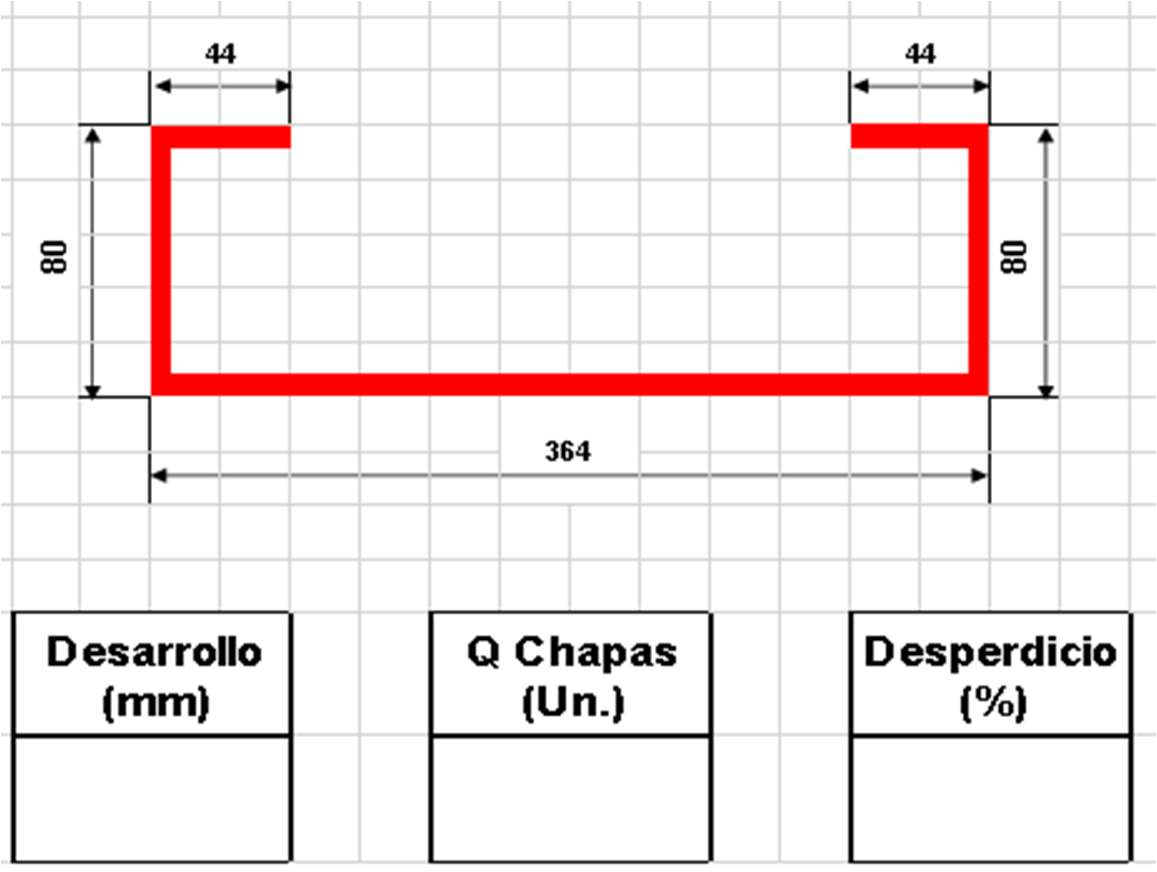 44
44
80
80
364
Desarrollo
(mm)
Q Chapas
(Un.)
Desperdicio
(%)